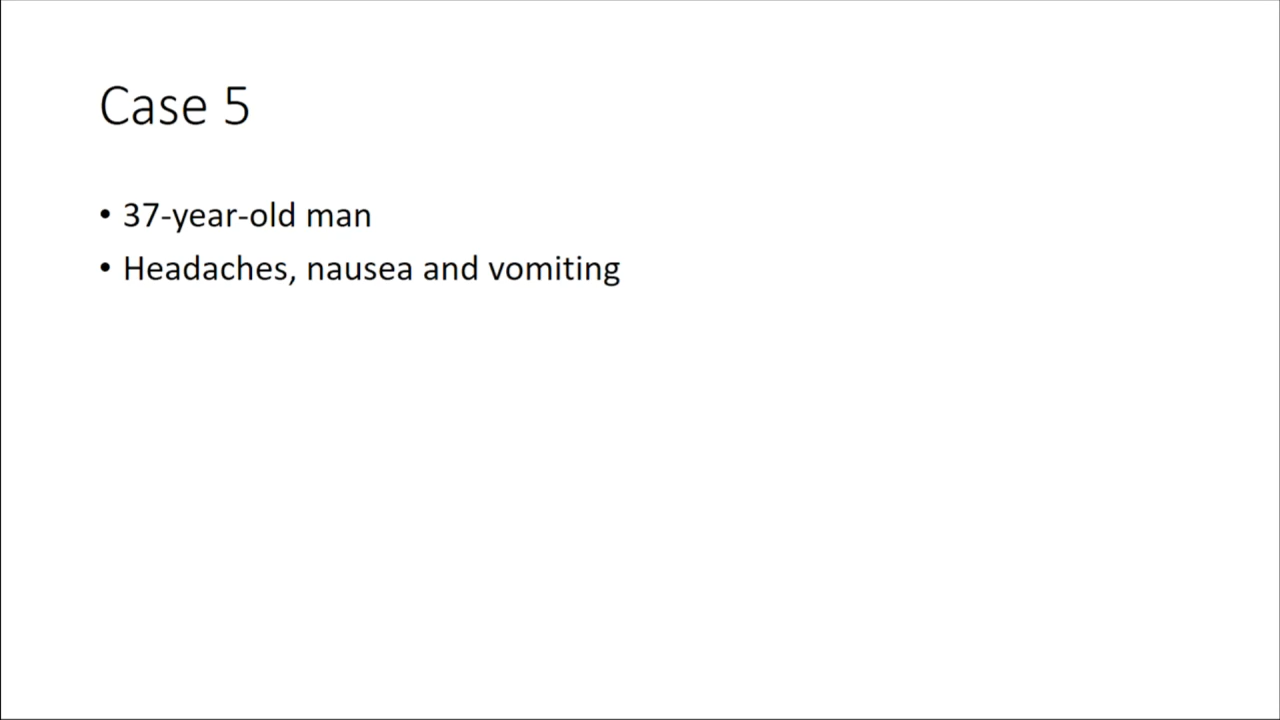 Case 5
• 37-year-old man
• Headaches, nausea and vomiting